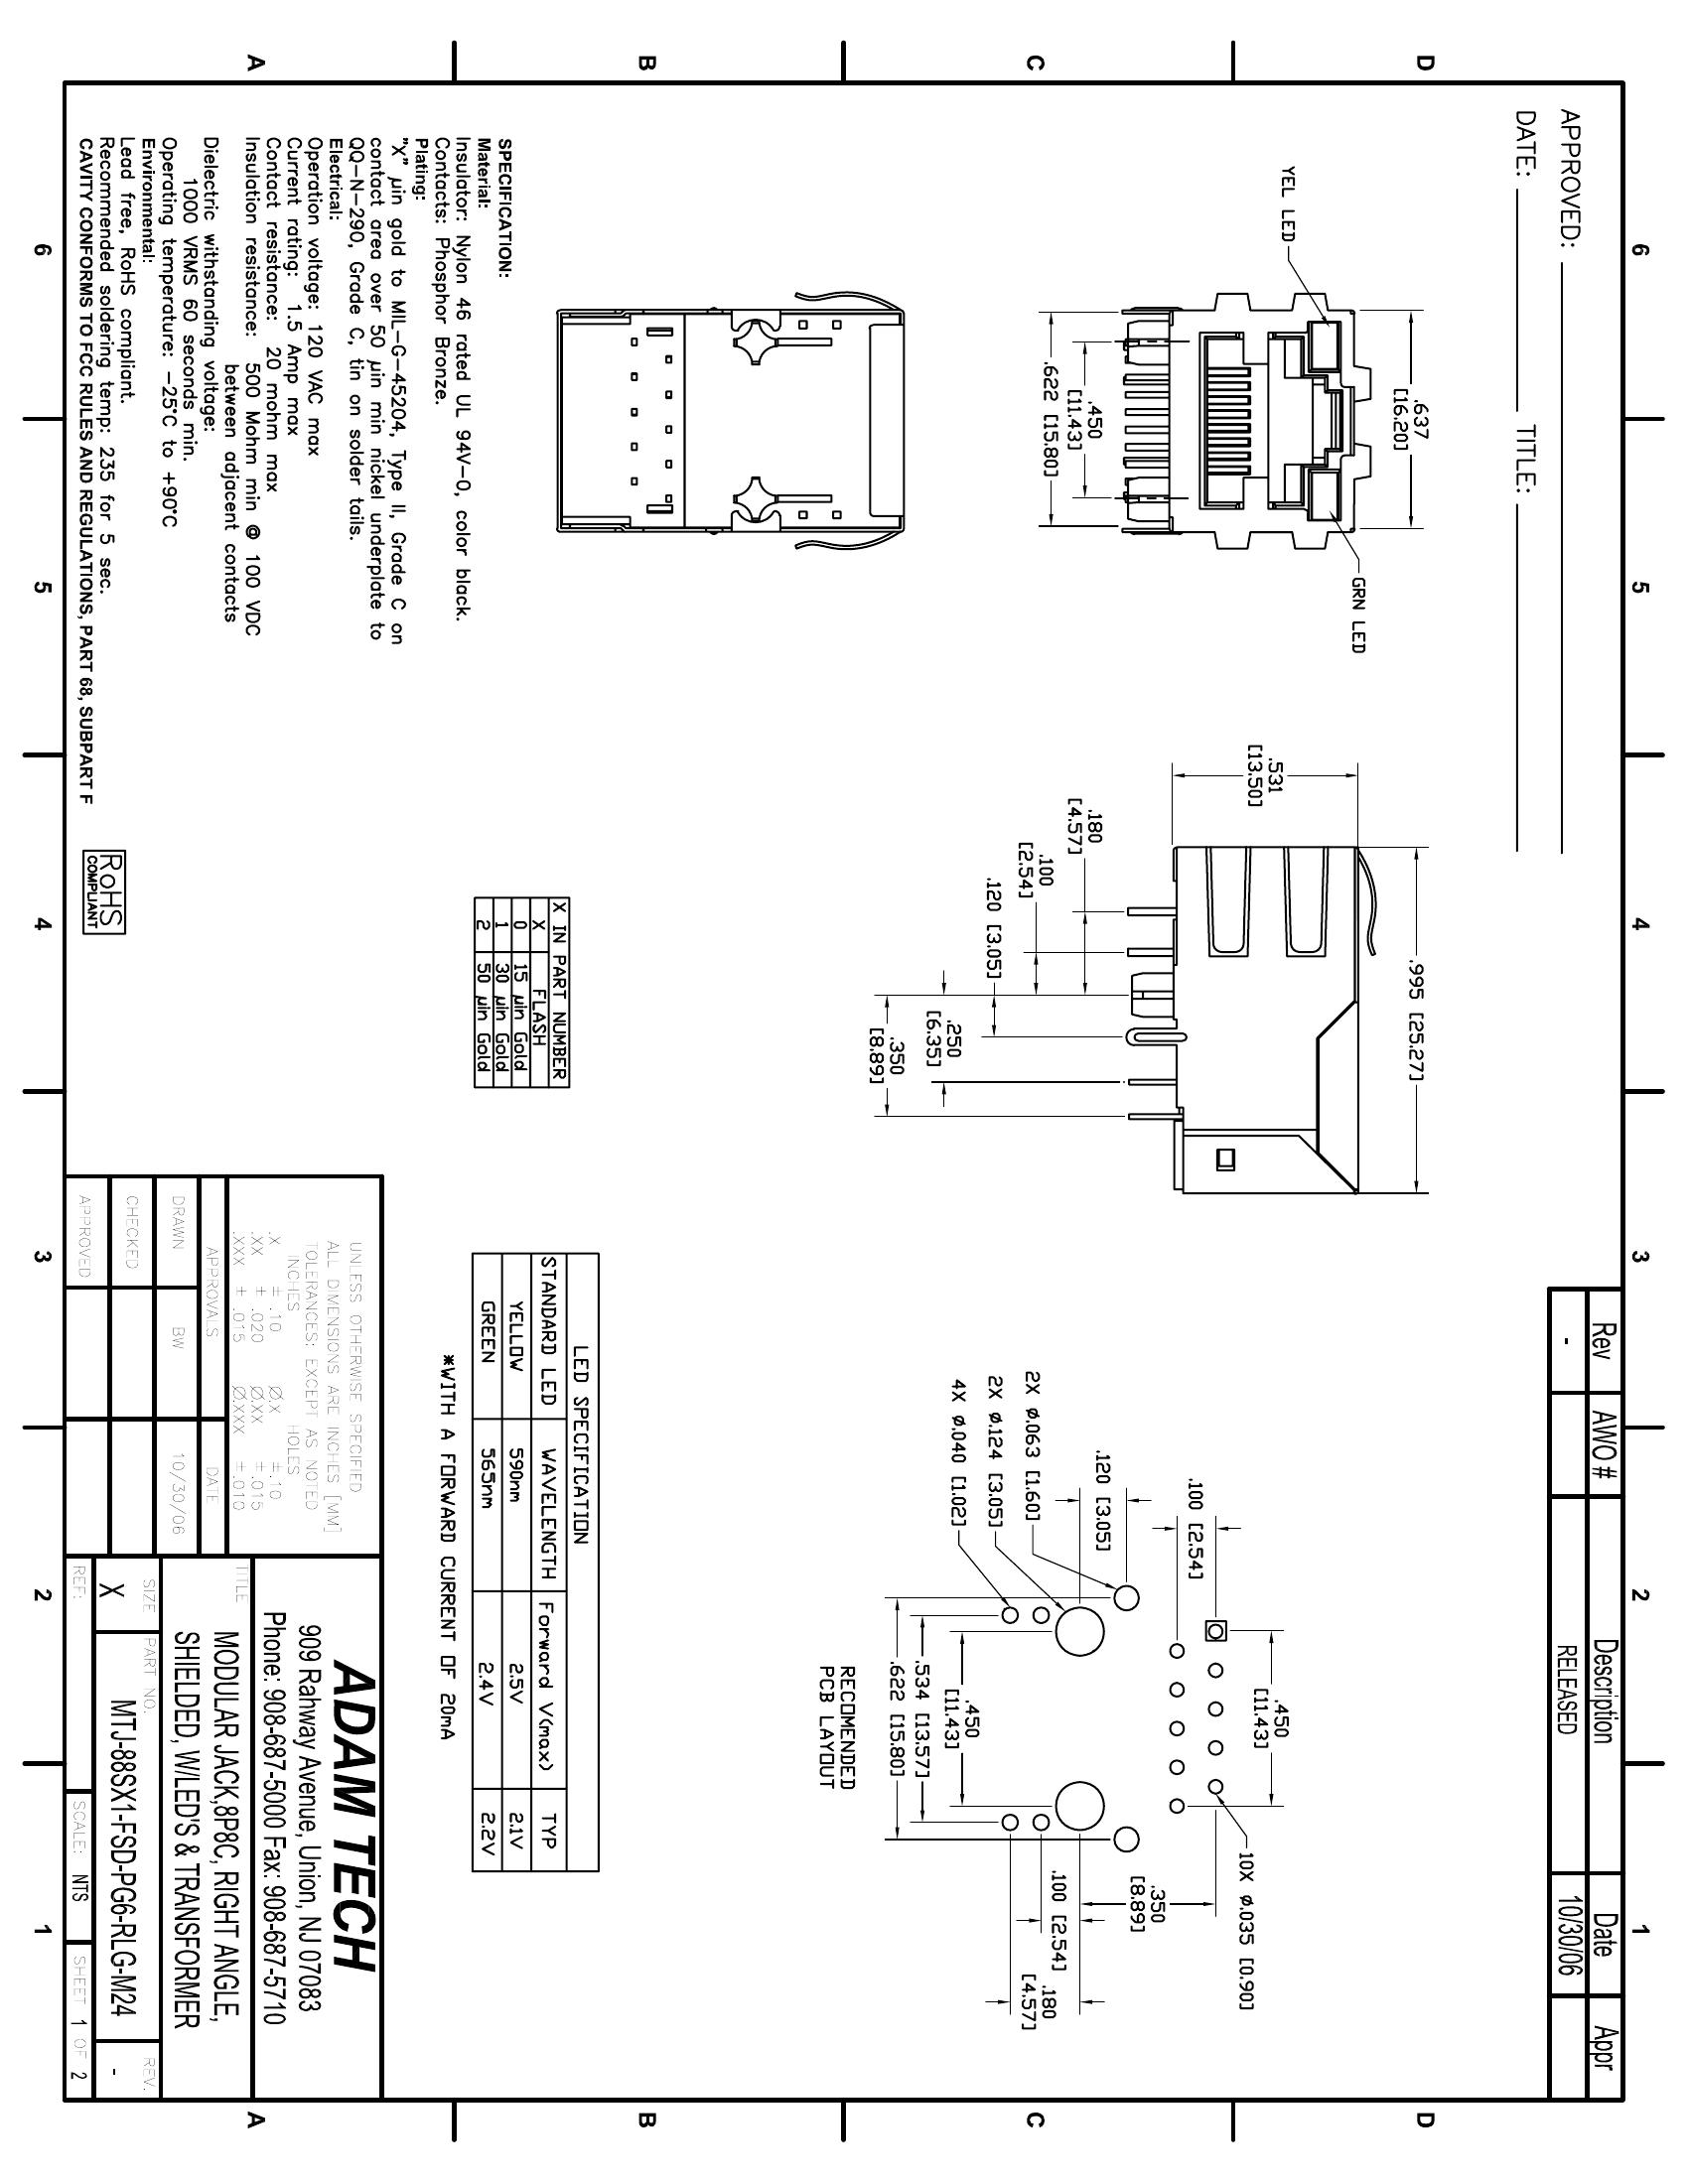 6
5
4
3
2
1
D
C
B
A
APPROVED:
DATE: TITLE:
Rev AWO # Description Date Appr
- RELEASED 10/30/06
YEL LED
GRN LED
.637
[16.20]
.450
[11.43]
.622 [15.80]
.995 [25.27]
.531
[13.50]
.180
[4.57]
.100
[2.54]
.120 [3.05]
.250
[6.35]
.350
[8.89]
.450
[11.43]
10X ø.035 [0.90]
.100 [2.54]
.120 [3.05]
2X ø.063 [1.60]
2X ø.124 [3.05]
4X ø.040 [1.02]
.350
[8.89]
.100 [2.54]
.180
[4.57]
.450
[11.43]
.534 [13.57]
.622 [15.80]
RECOMENDED
PCB LAYOUT
SPECIFICATION:
Material:
Insulator: Nylon 46 rated UL 94V-0, color black.
Contacts: Phosphor Bronze.
Plating:
"X" µin gold to MIL-G-45204, Type II, Grade C on
contact area over 50 µin min nickel underplate to
QQ-N-290, Grade C, tin on solder tails.
Electrical:
Operation voltage: 120 VAC max
Current rating: 1.5 Amp max
Contact resistance: 20 mohm max
Insulation resistance: 500 Mohm min @ 100 VDC
between adjacent contacts
Dielectric withstanding voltage:
1000 VRMS 60 seconds min.
Operating temperature: -25°C to +90°C
Environmental:
Lead free, RoHS compliant.
Recommended soldering temp: 235 for 5 sec.
CAVITY CONFORMS TO FCC RULES AND REGULATIONS, PART 68, SUBPART F
RoHS
COMPLIANT
X IN PART NUMBER
X FLASH
0 15 µin Gold
1 30 µin Gold
2 50 µin Gold
LED SPECIFICATION
STANDARD LED WAVELENGTH Forward V(max) TYP
YELLOW 590nm 2.5V 2.1V
GREEN 565nm 2.4V 2.2V
*WITH A FORWARD CURRENT OF 20mA
UNLESS OTHERWISE SPECIFIED
ALL DIMENSIONS ARE INCHES [MM]
TOLERANCES: EXCEPT AS NOTED
INCHES HOLES
.X ± .10 Ø.X ±.10
.XX ± .020 Ø.XX ±.015
.XXX ± .015 Ø.XXX ±.010
APPROVALS DATE
DRAWN BW 10/30/06
CHECKED
APPROVED
ADAM TECH
909 Rahway Avenue, Union, NJ 07083
Phone: 908-687-5000 Fax: 908-687-5710
TITLE
MODULAR JACK,8P8C, RIGHT ANGLE,
SHIELDED, W/LED'S & TRANSFORMER
SIZE PART NO. REV.
X MTJ-88SX1-FSD-PG6-RLG-M24 -
REF: SCALE: NTS SHEET 1 OF 2
6
5
4
3
2
1
D
C
B
A